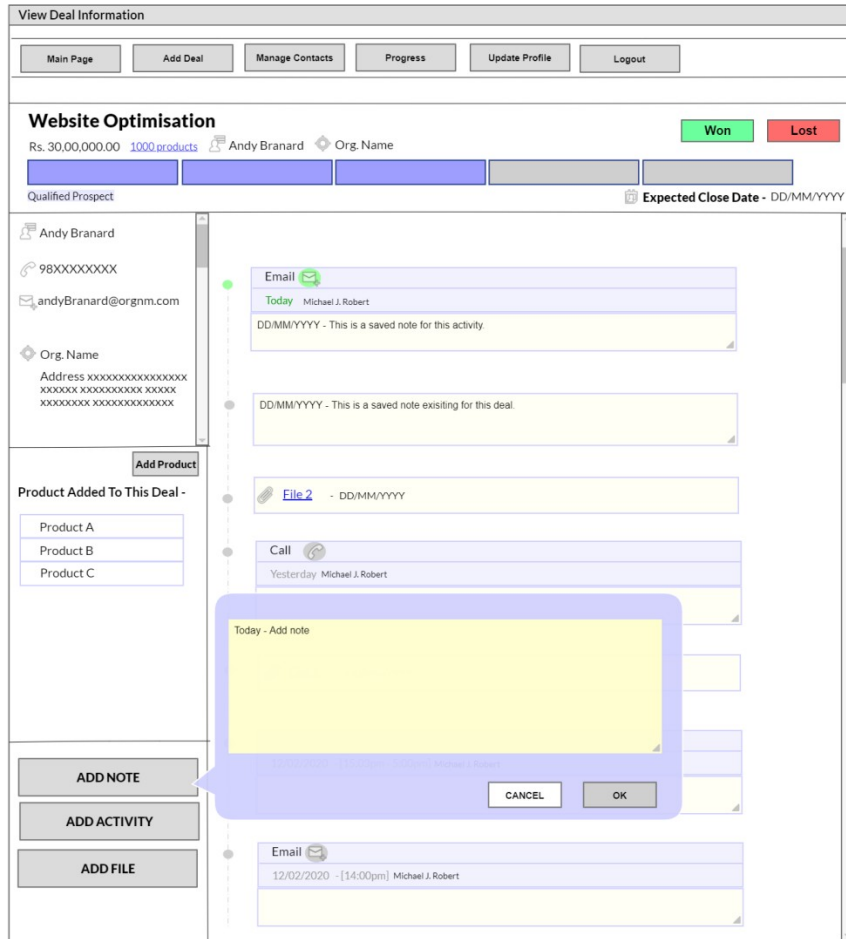 View Deal Information
Main Page
Add Deal
Manage Contacts
Progress
Update Profile
Logout
Website Optimisation
Rs. 30,00,000.00 1000 products Andy Branard Org. Name
Won
Lost
Qualified Prospect
Expected Close Date - DD/MM/YYYY
Andy Branard
98XXXXXXXX
andyBranard@orgnm.com
Org. Name
Address xxxxxxxxxxxxxxxx
xxxxxx xxxxxxxxxx xxxxx
xxxxxxxx xxxxxxxxxxxxx
Add Product
Product Added To This Deal -
Product A
Product B
Product C
ADD NOTE
ADD ACTIVITY
ADD FILE
Email
Today Michael J. Robert
DD/MM/YYYY - This is a saved note for this activity.
DD/MM/YYYY - This is a saved note exisiting for this deal.
File 2 - DD/MM/YYYY
Call
Yesterday Michael J. Robert
Today - Add note
12/02/2020
Michael J. Robert
CANCEL
OK
Email
12/02/2020 - [14:00pm] Michael J. Robert